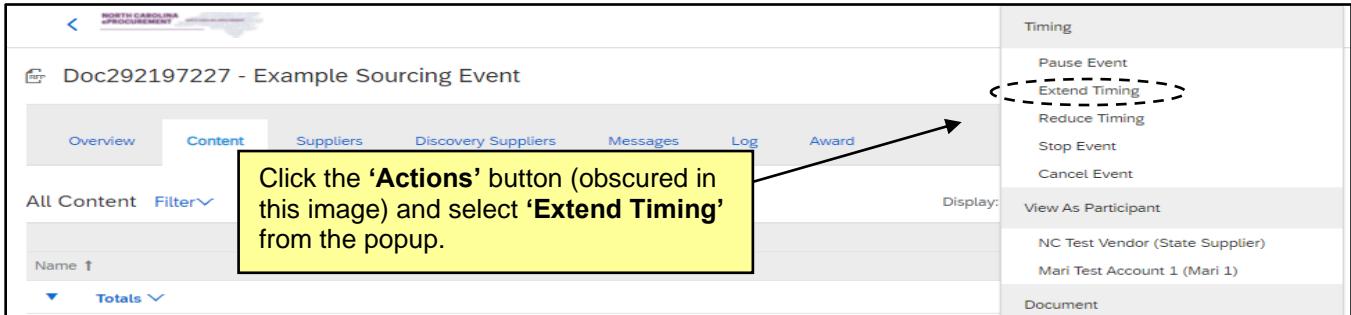 NORTH CAROLINA
ePROCUREMENT
Doc292197227 - Example Sourcing Event
Overview Content Suppliers Discovery Suppliers Messages Log Award
All Content Filter
Display:
Name ↑
Totals
Click the ‘Actions’ button (obscured in
this image) and select ‘Extend Timing’
from the popup.
Timing
Pause Event
Extend Timing
Reduce Timing
Stop Event
Cancel Event
View As Participant
NC Test Vendor (State Supplier)
Mari Test Account 1 (Mari 1)
Document